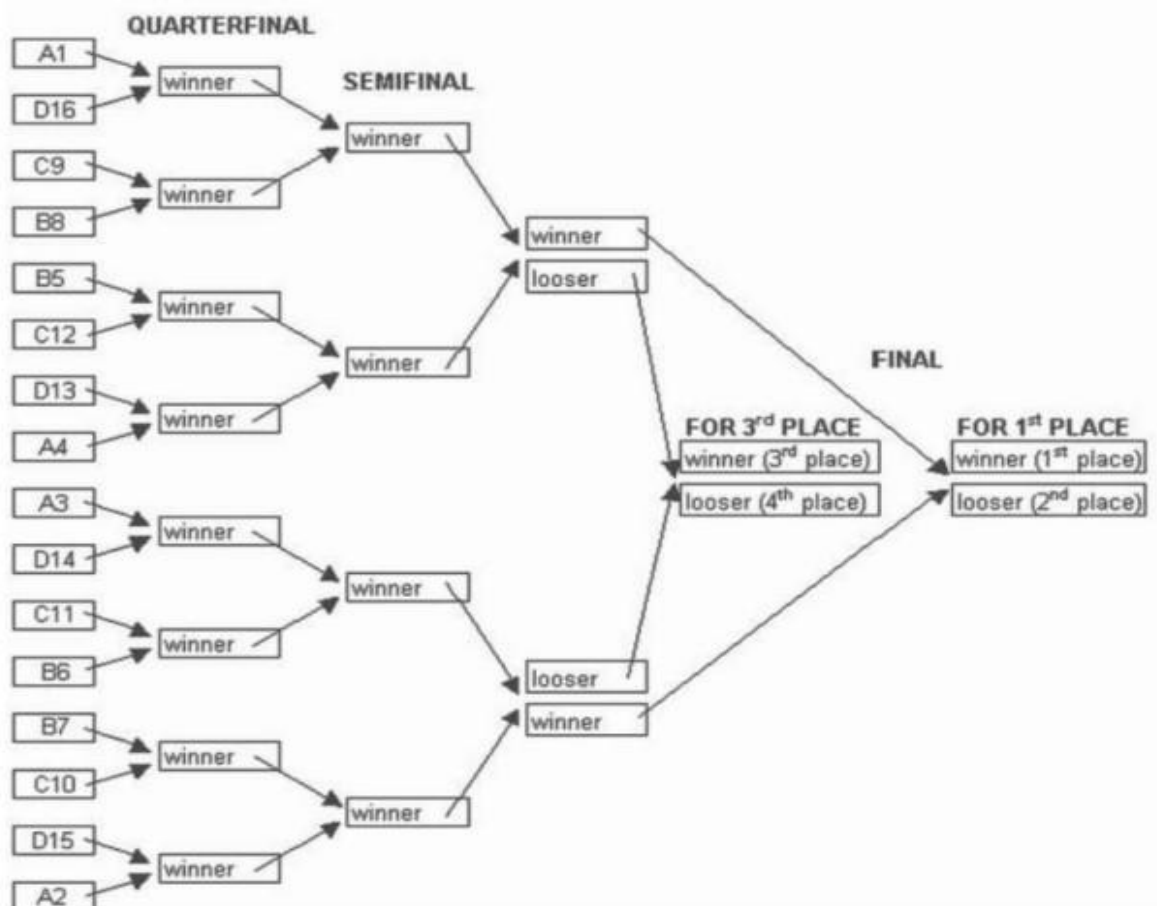 QUARTERFINAL
A1
winner
D16
SEMIFINAL
winner
C9
winner
B8
winner
looser
B5
winner
C12
winner
D13
winner
A4
FINAL
FOR 3rd PLACE
winner (3rd place)
looser (4th place)
FOR 1st PLACE
winner (1st place)
looser (2nd place)
A3
winner
D14
winner
C11
winner
B6
looser
winner
B7
winner
C10
winner
D15
winner
A2